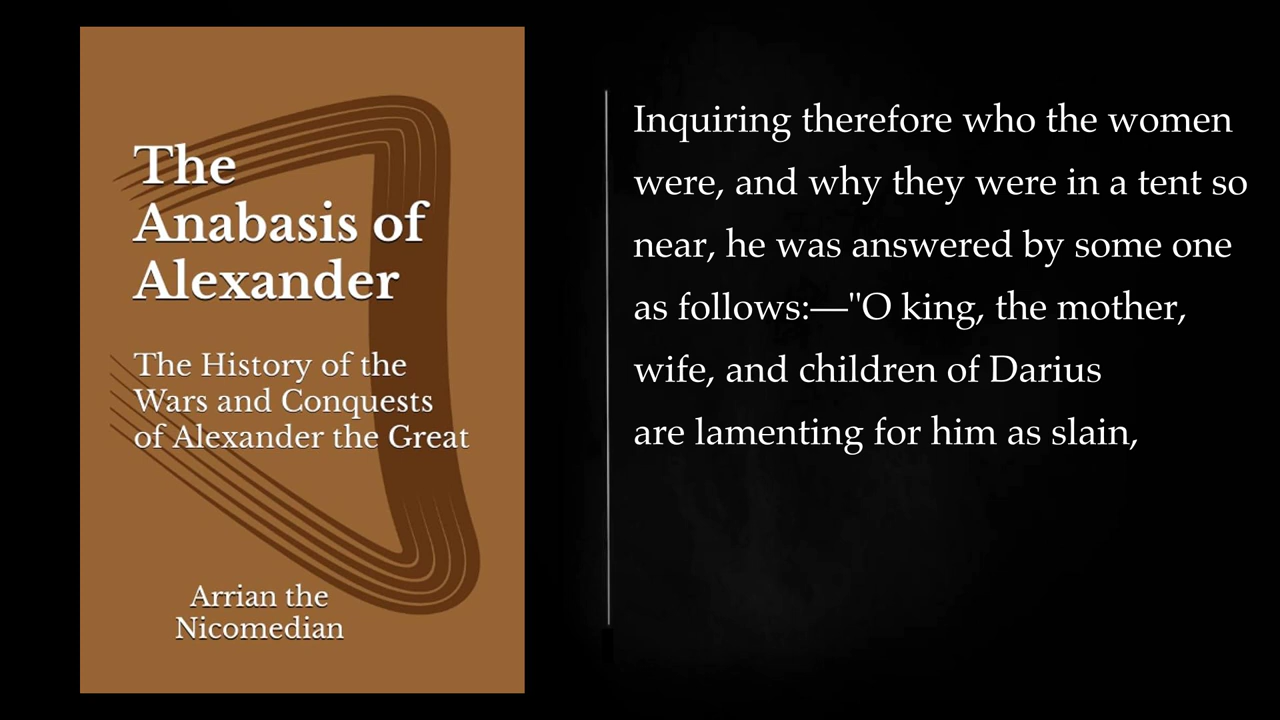 The
Anabasis of
Alexander
The History of the
Wars and Conquests
of Alexander the Great
Arrian the
Nicomedian
Inquiring therefore who the women
were, and why they were in a tent so
near, he was answered by some one
as follows:—"O king, the mother,
wife, and children of Darius
are lamenting for him as slain,